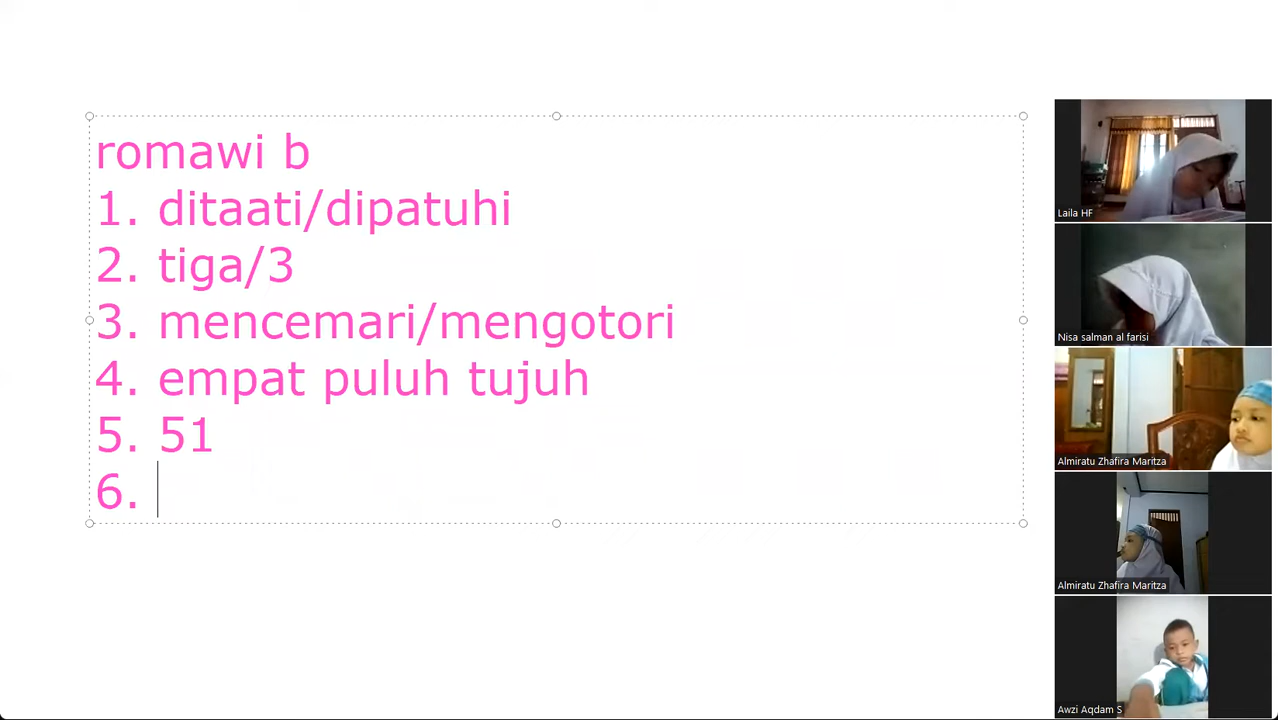 romawi b
1. ditaati/dipatuhi
2. tiga/3
3. mencemari/mengotori
4. empat puluh tujuh
5. 51
6.
Laila HF
Nisa salman al farisi
Almiratu Zhafira Maritza
Almiratu Zhafira Maritza
Awzi Aqdam S